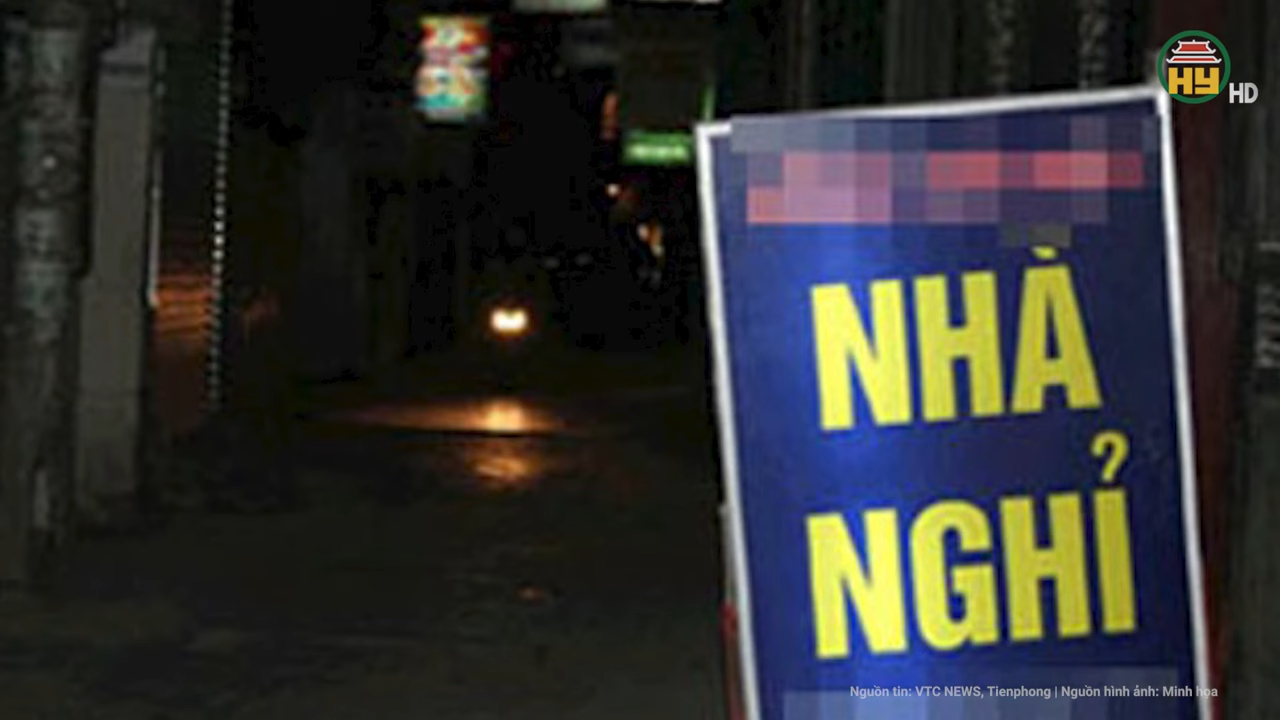 HY HD
NHÀ
NGHỈ
Nguồn tin: VTC NEWS, Tienphong | Nguồn hình ảnh: Minh họa